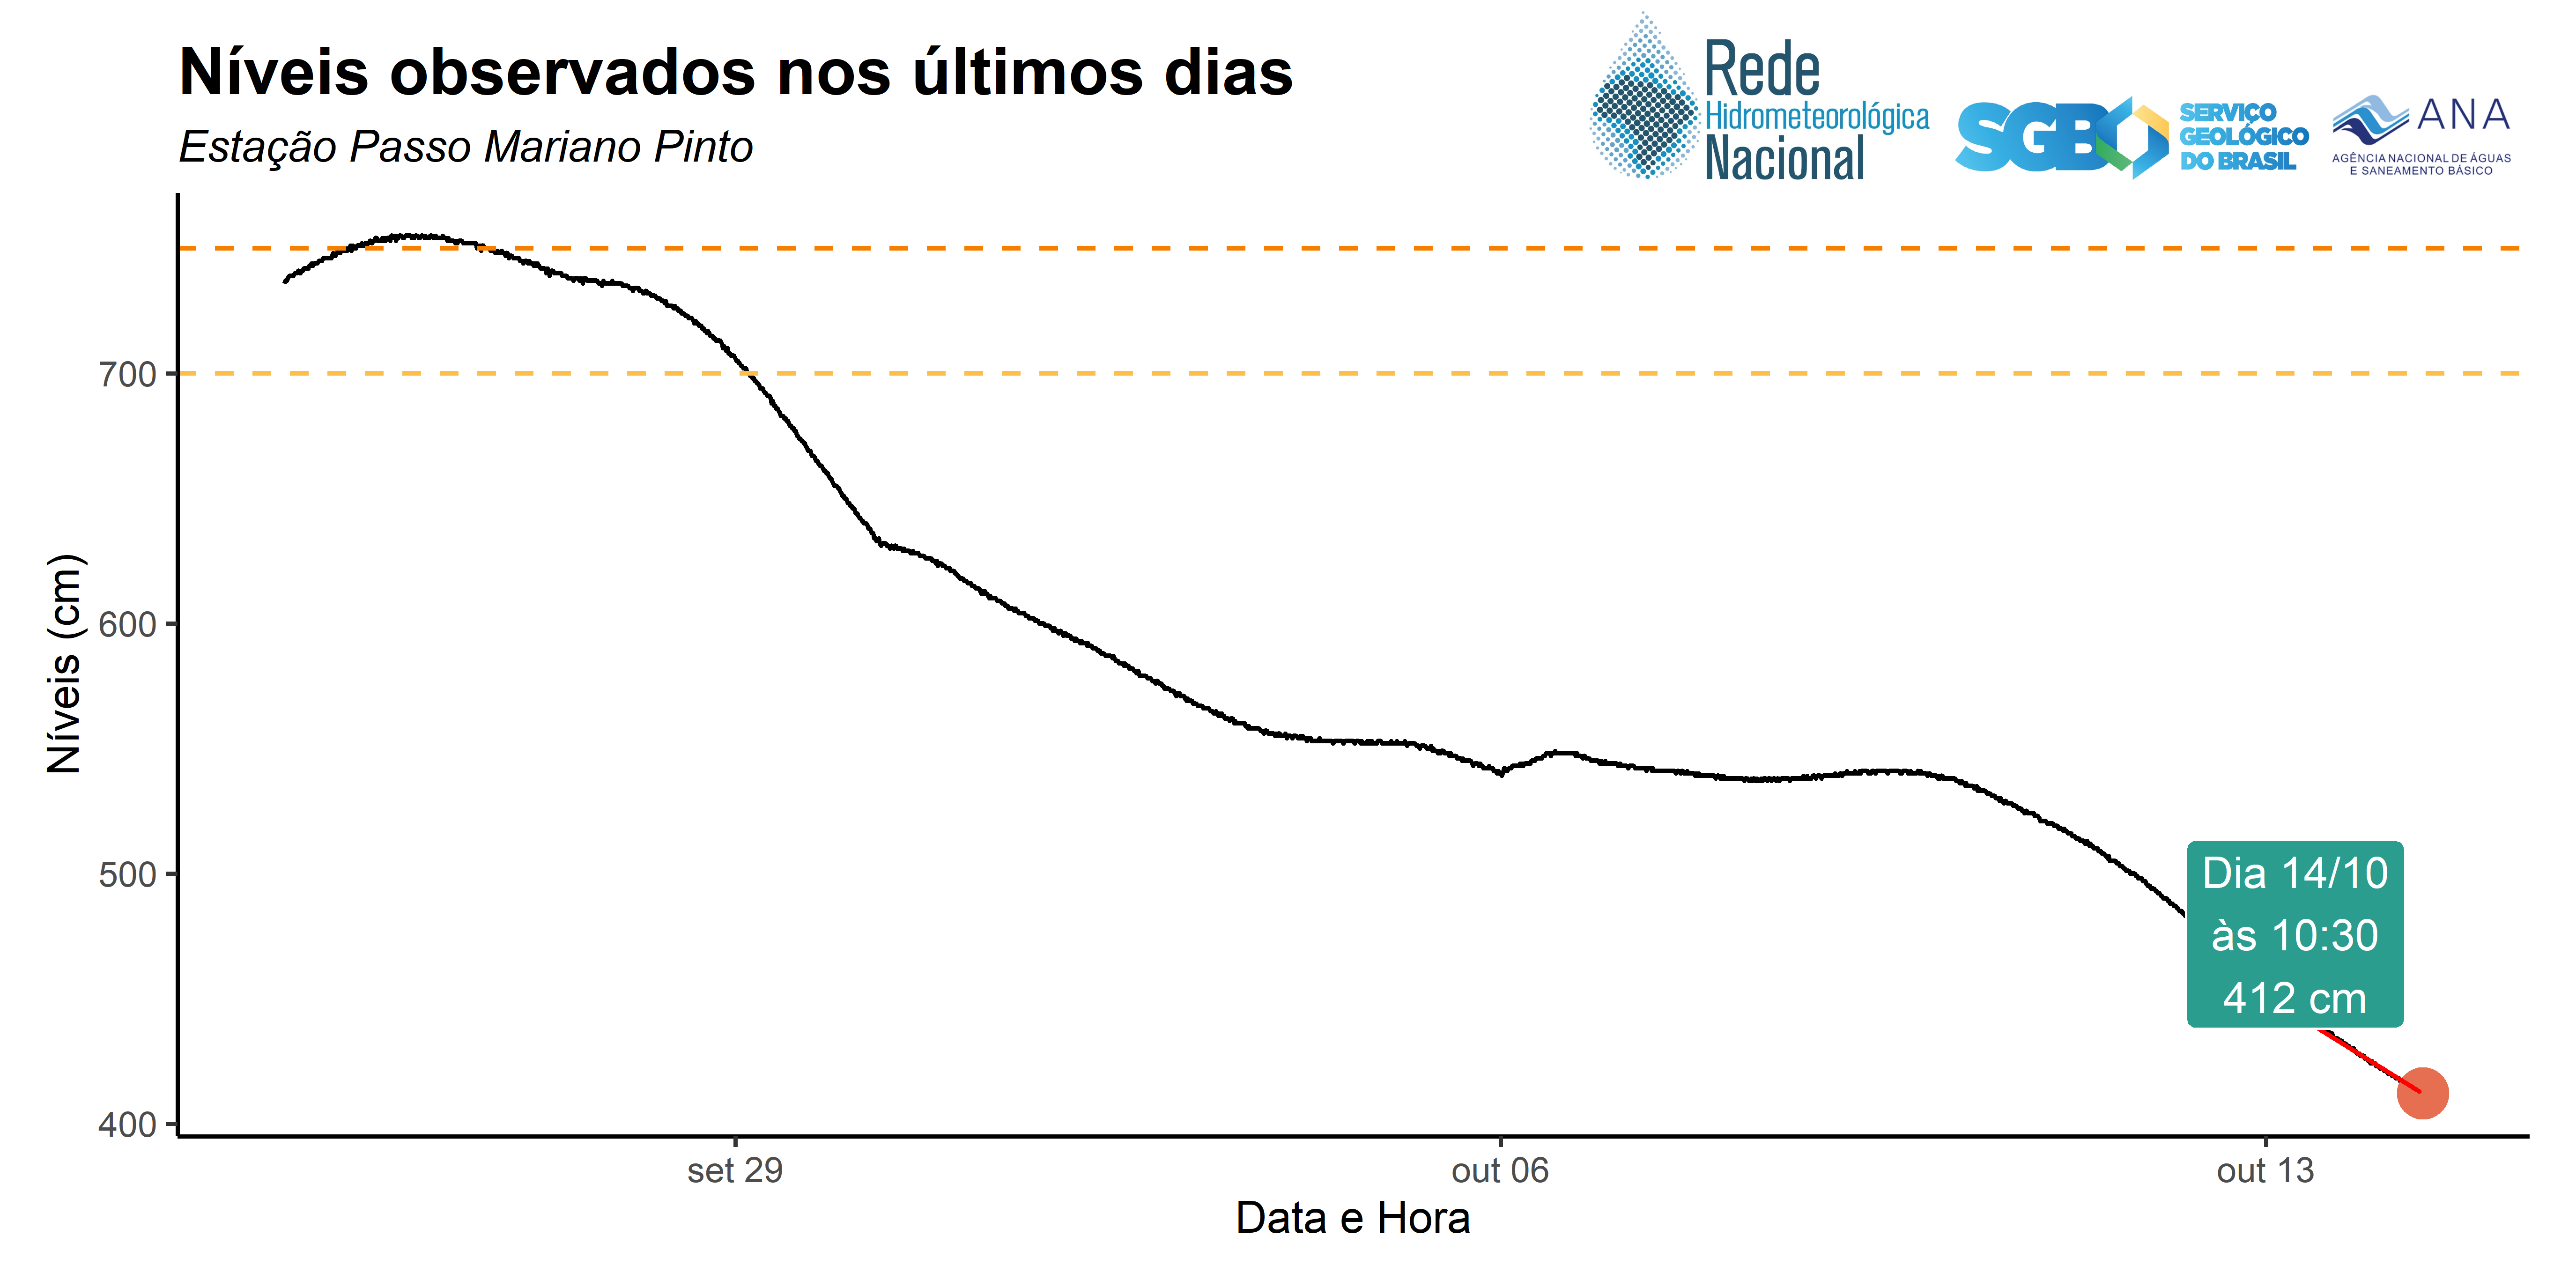 Níveis observados nos últimos dias
Estação Passo Mariano Pinto
Rede
Hidrometeorológica
Nacional
SGB
SERVIÇO
GEOLÓGICO
DO BRASIL
ANA
AGÊNCIA NACIONAL DE ÁGUAS
E SANEAMENTO BÁSICO
Níveis (cm)
700
600
500
400
Dia 14/10
às 10:30
412 cm
set 29
out 06
out 13
Data e Hora